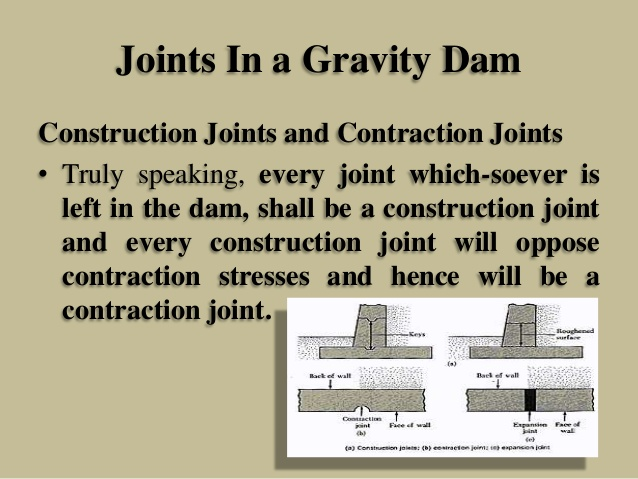 Joints In a Gravity Dam
Construction Joints and Contraction Joints
• Truly speaking, every joint which-soever is
left in the dam, shall be a construction joint
and every construction joint will oppose
contraction stresses and hence will be a
contraction joint.
Keys
Roughened
surface
(a)
Back of wall
Back of wall
Contraction
joint
(b)
Face of wall
Expansion
joint
(c)
Face of
wall
(a) Construction joints; (b) contraction joint; (c) expansion joint